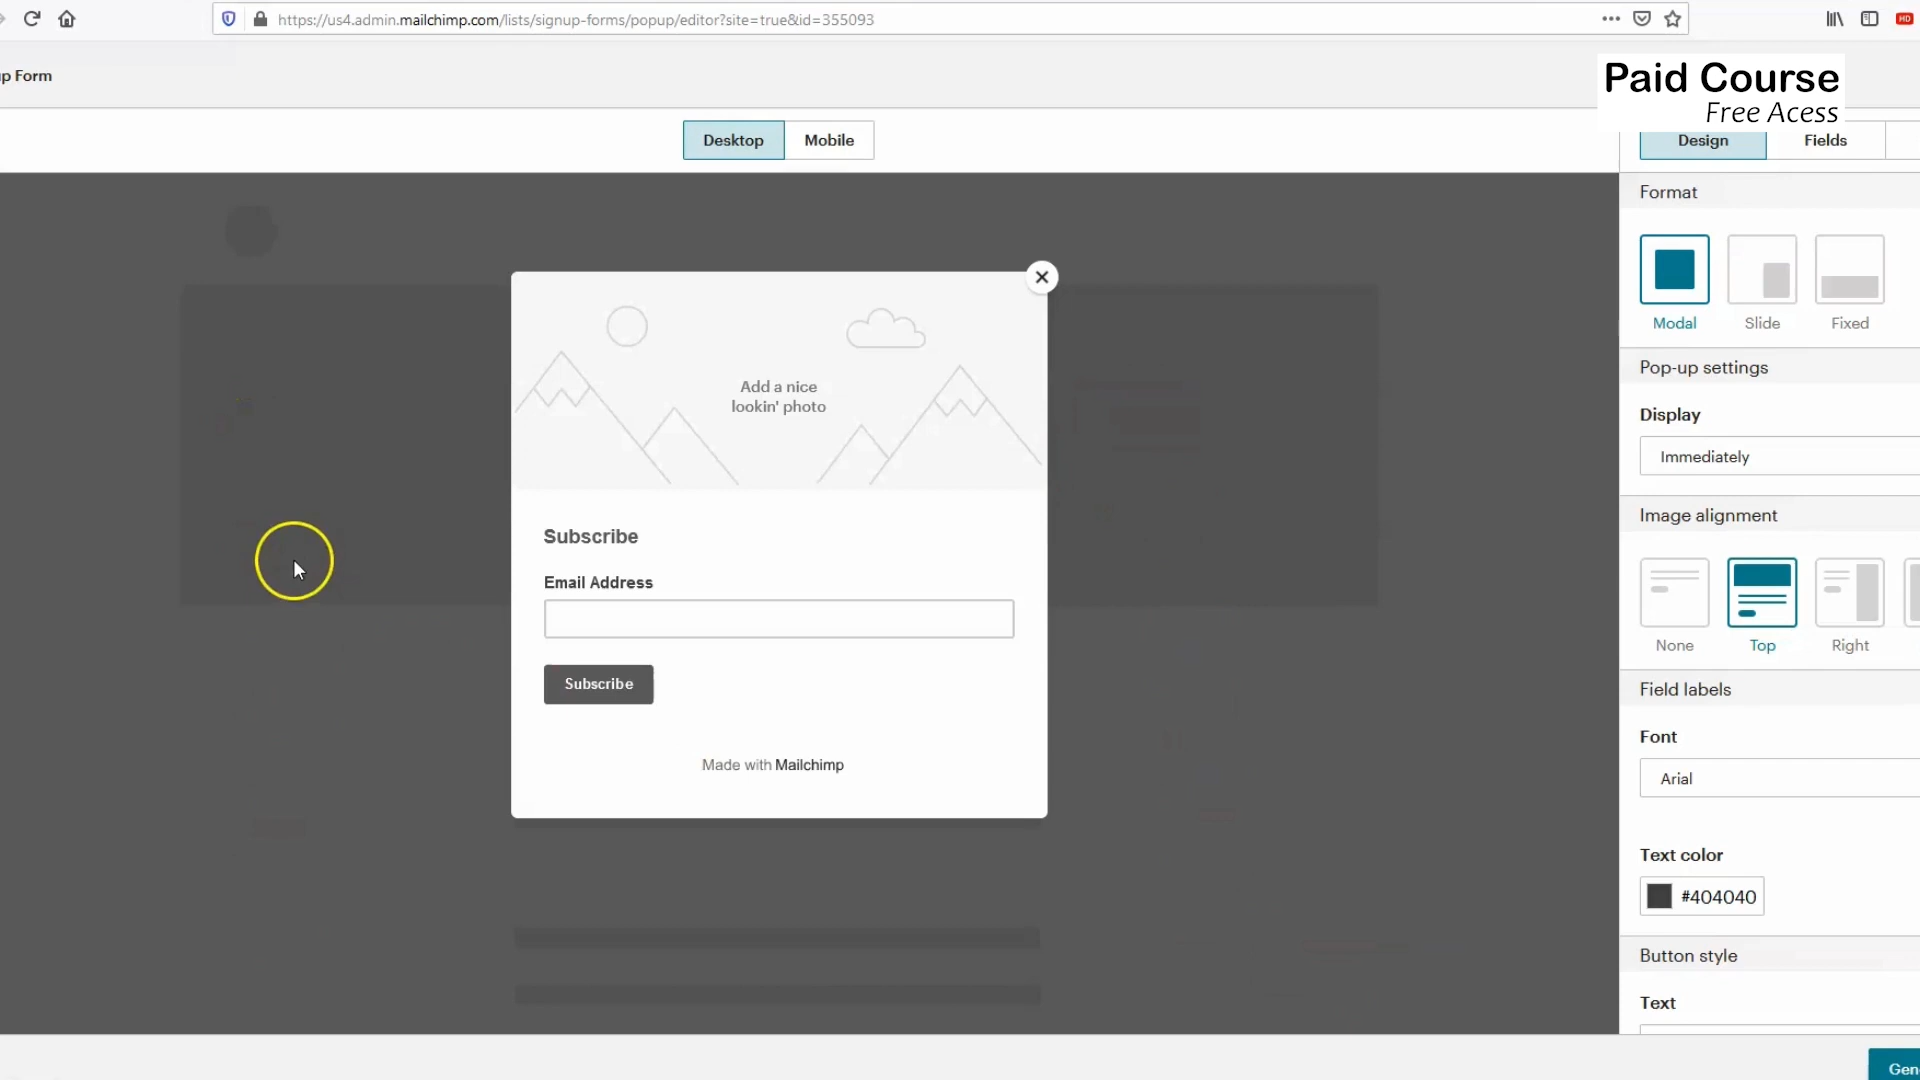 https://us4.admin.mailchimp.com/lists/signup-forms/popup/editor?site=true&id=355093
HD
p Form
Paid Course
Free Acess
Desktop
Mobile
Design
Fields
Format
Modal
Slide
Fixed
Pop-up settings
Display
Immediately
Image alignment
None
Top
Right
Field labels
Font
Arial
Text color
#404040
Button style
Text
Gen
Add a nice
lookin' photo
Subscribe
Email Address
Subscribe
Made with Mailchimp